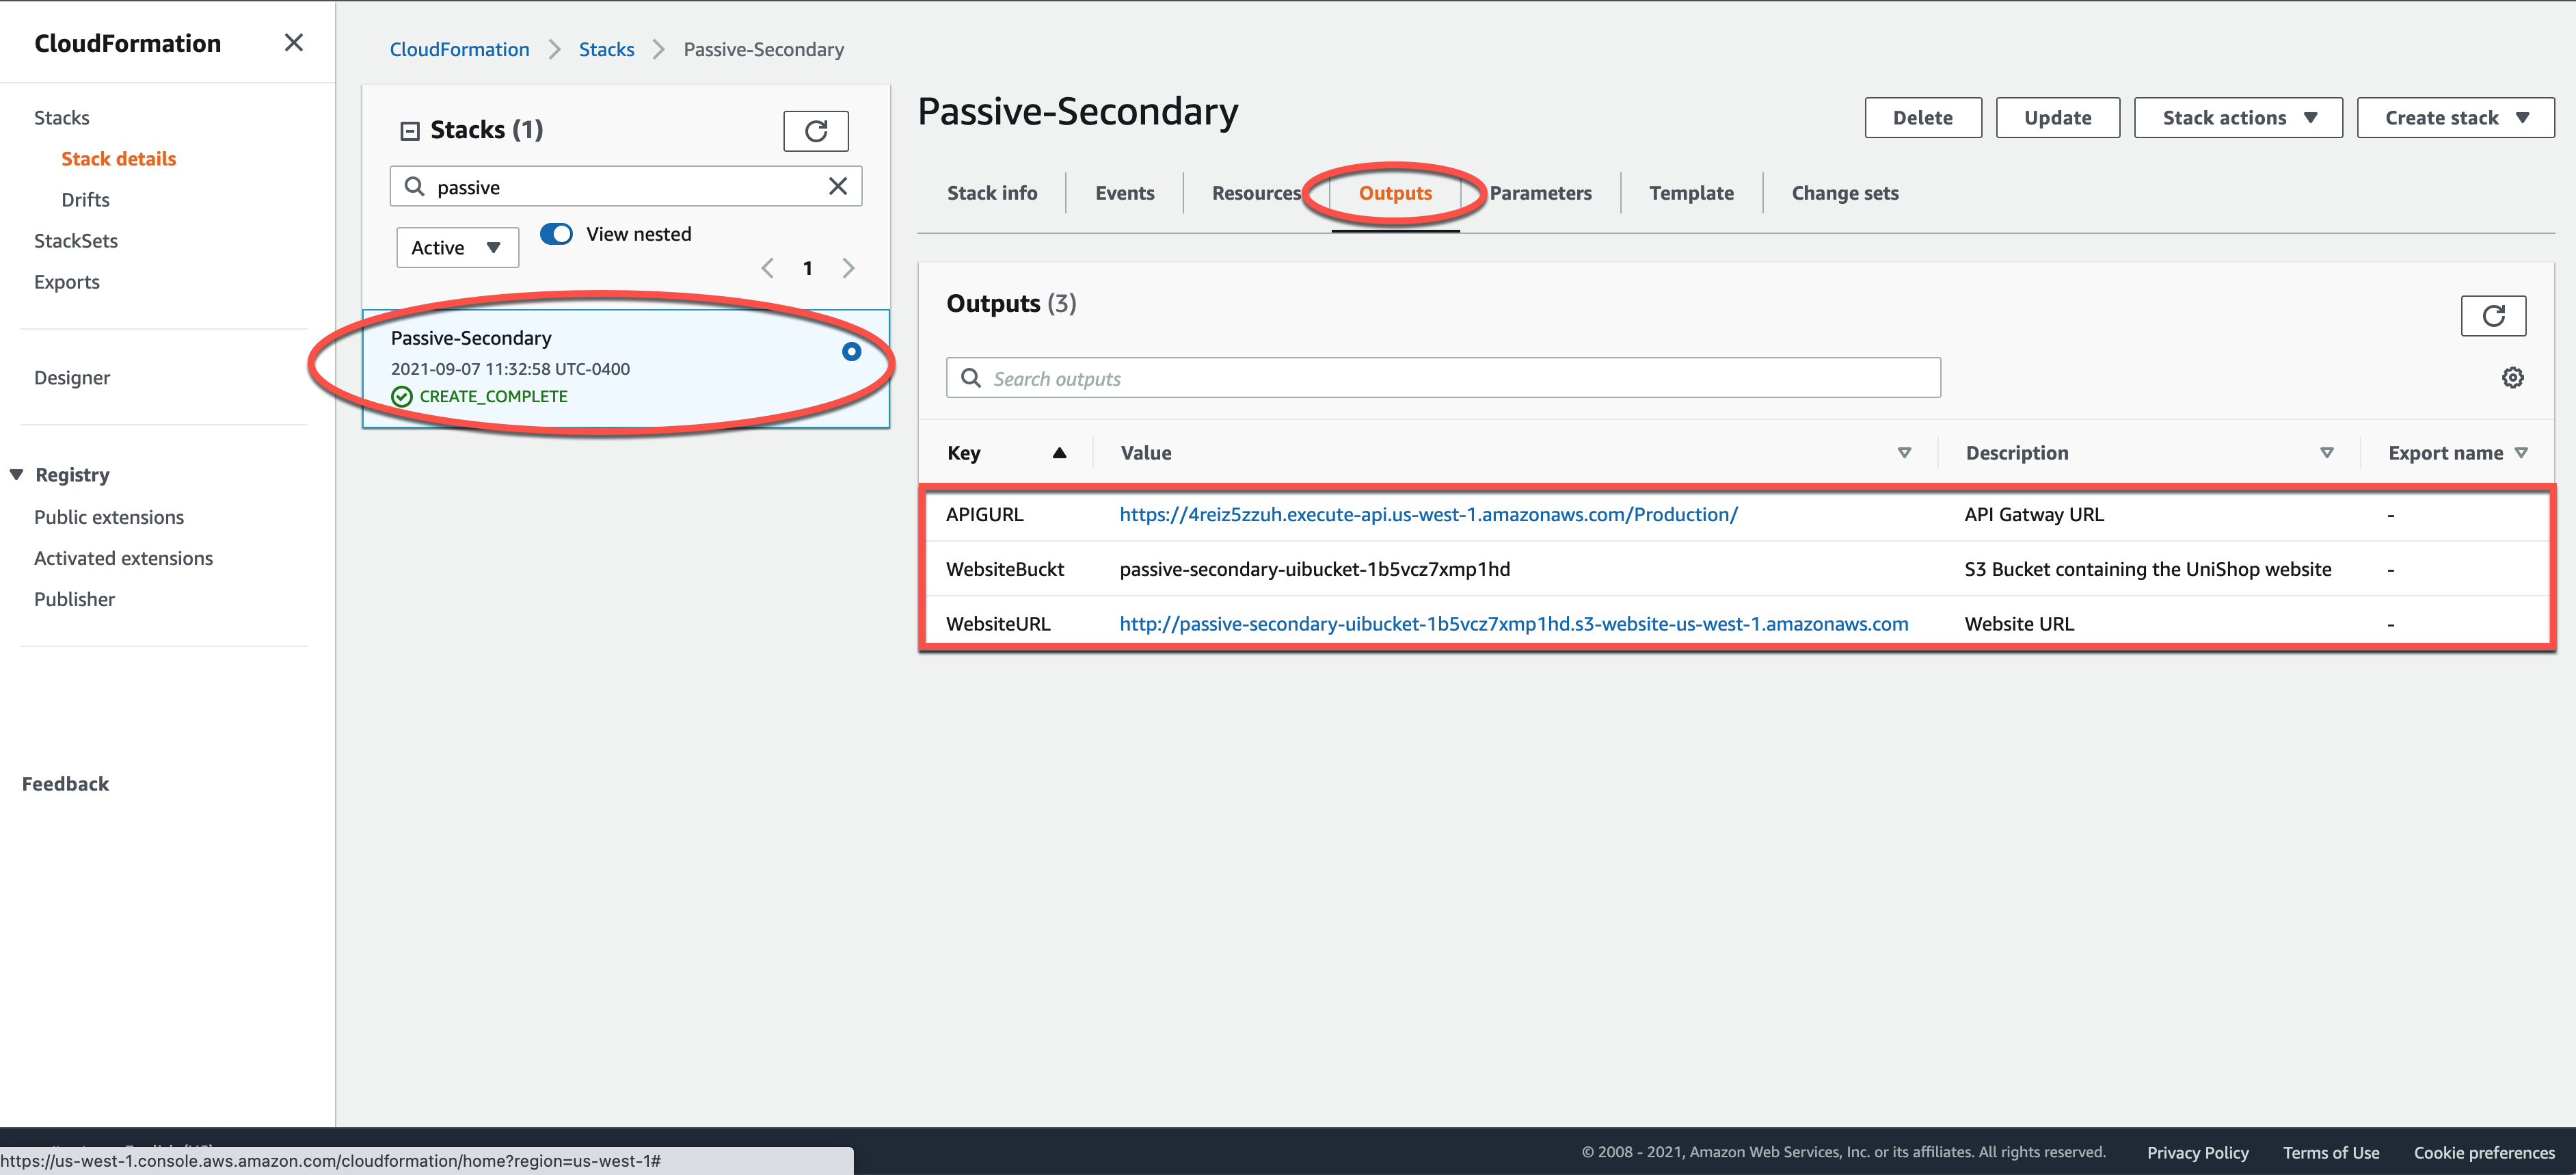 CloudFormation
Stacks
Stack details
Drifts
StackSets
Exports
Designer
Registry
Public extensions
Activated extensions
Publisher
Feedback
CloudFormation Stacks Passive-Secondary
Stacks (1)
passive
Active View nested
1
Passive-Secondary
2021-09-07 11:32:58 UTC-0400
CREATE_COMPLETE
Passive-Secondary
Delete Update Stack actions Create stack
Stack info Events Resources Outputs Parameters Template Change sets
Outputs (3)
Search outputs
Key Value Description Export name
APIGURL https://4reiz5zzuh.execute-api.us-west-1.amazonaws.com/Production/ API Gatway URL -
WebsiteBuckt passive-secondary-uibucket-1b5vcz7xmp1hd S3 Bucket containing the UniShop website -
WebsiteURL http://passive-secondary-uibucket-1b5vcz7xmp1hd.s3-website-us-west-1.amazonaws.com Website URL -
© 2008 - 2021, Amazon Web Services, Inc. or its affiliates. All rights reserved. Privacy Policy Terms of Use Cookie preferences
https://us-west-1.console.aws.amazon.com/cloudformation/home?region=us-west-1#